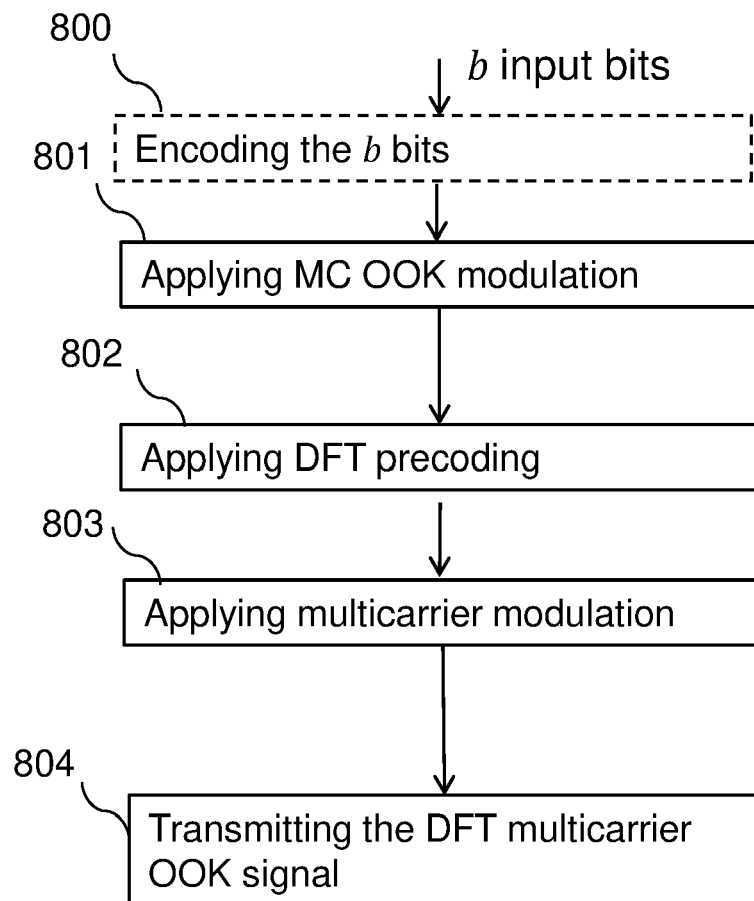 800
b input bits
Encoding the b bits
801
Applying MC OOK modulation
802
Applying DFT precoding
803
Applying multicarrier modulation
804
Transmitting the DFT multicarrier
OOK signal